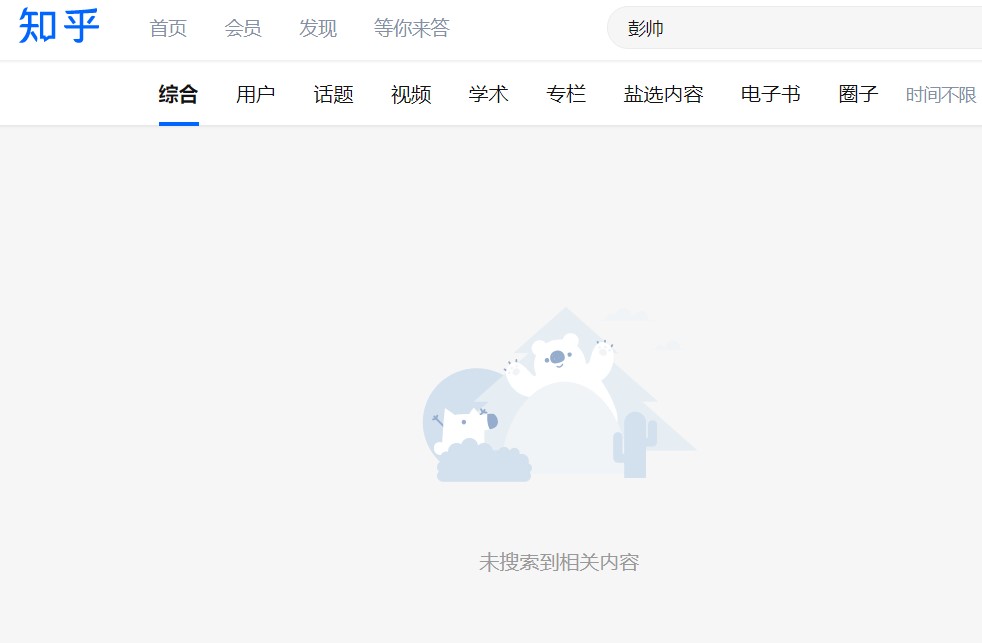 知乎 首页 会员 发现 等你来答 彭帅
综合 用户 话题 视频 学术 专栏 盐选内容 电子书 圈子 时间不限
未搜索到相关内容